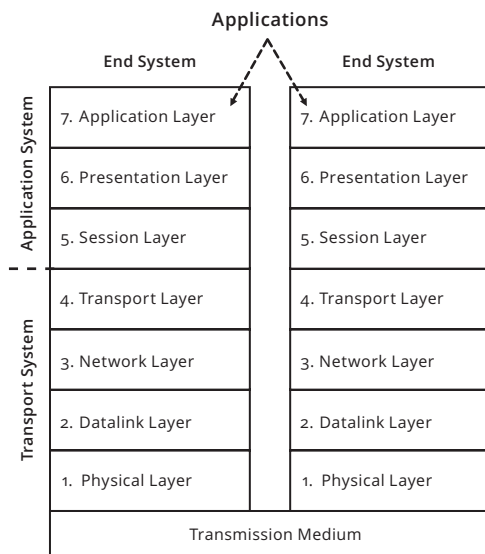 Applications
End System End System
7. Application Layer 7. Application Layer
6. Presentation Layer 6. Presentation Layer
5. Session Layer 5. Session Layer
4. Transport Layer 4. Transport Layer
3. Network Layer 3. Network Layer
2. Datalink Layer 2. Datalink Layer
1. Physical Layer 1. Physical Layer
Transmission Medium
Application System
Transport System